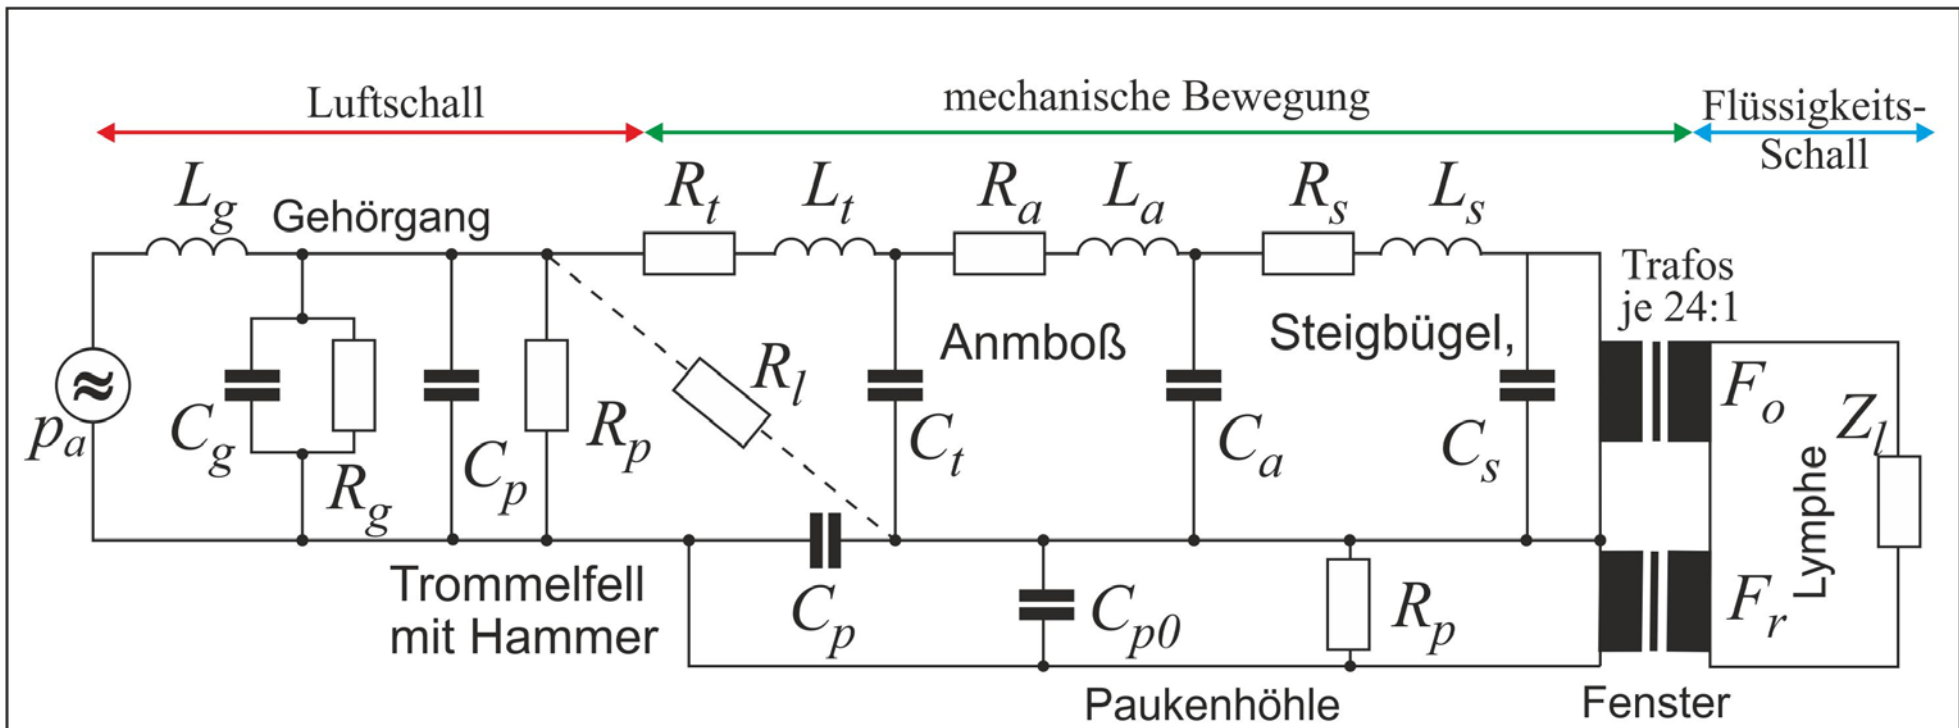 Luftschall
mechanische Bewegung
Flüssigkeits-
Schall
Lg
Gehörgang
Rt
Lt
Ra
La
Rs
Ls
Trafos
je 24:1
≈
pa
Cg
Rg
Cp
Rp
Rl
Ct
Anmboß
Ca
Steigbügel,
Cs
Fo
Zl
Lymphe
Trommelfell
mit Hammer
Cp
Cp0
Rp
Fr
Paukenhöhle
Fenster